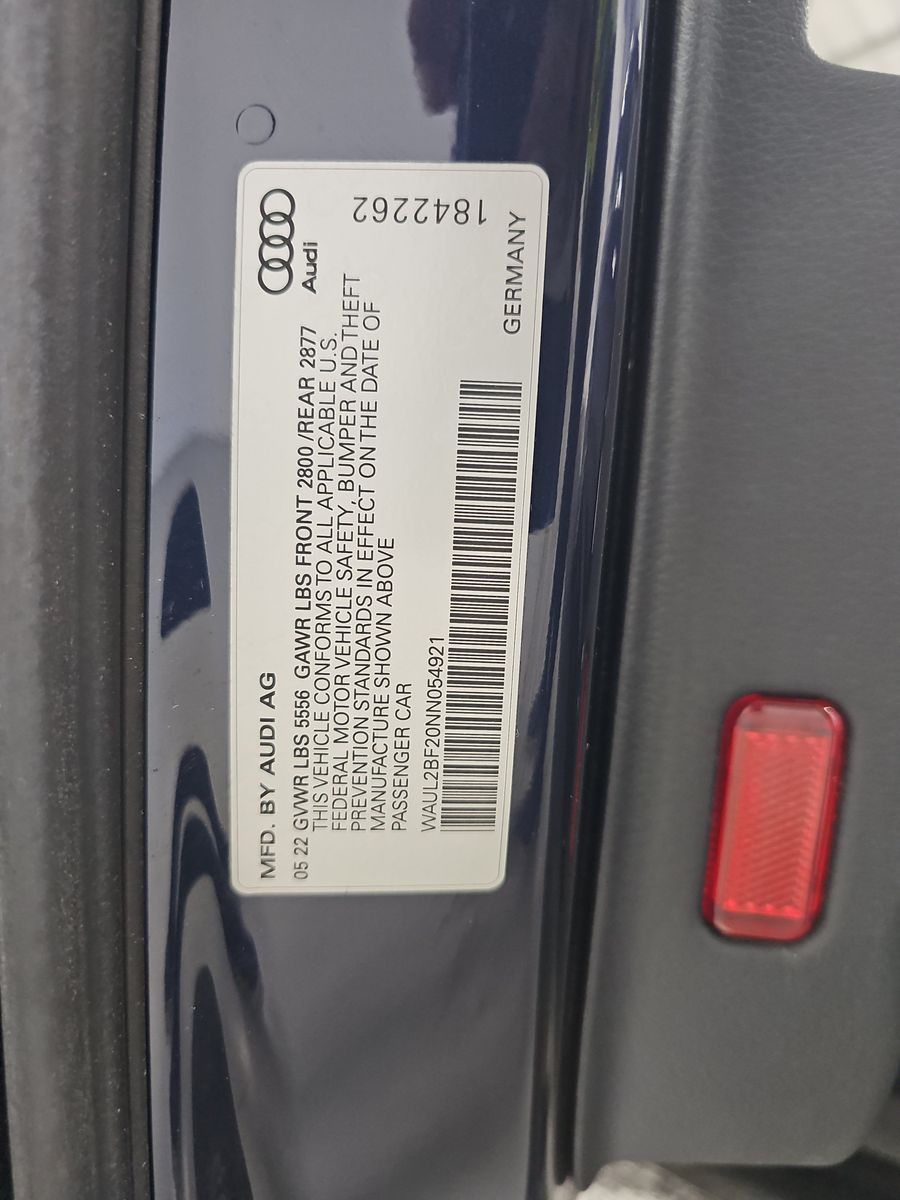 Audi
MFD. BY AUDI AG
05 22 GVWR LBS 5556 GAWR LBS FRONT 2800 /REAR 2877
THIS VEHICLE CONFORMS TO ALL APPLICABLE U.S.
FEDERAL MOTOR VEHICLE SAFETY, BUMPER AND THEFT
PREVENTION STANDARDS IN EFFECT ON THE DATE OF
MANUFACTURE SHOWN ABOVE
PASSENGER CAR
WAUL2BF20NN054921
GERMANY
1842262